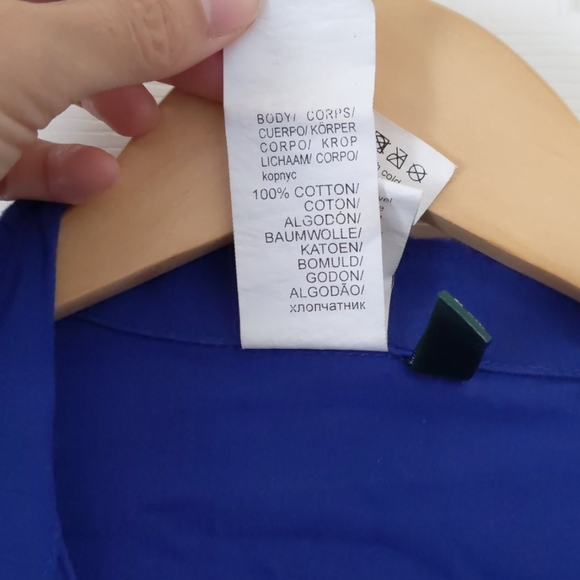 BODY/ CORPS/
CUERPO/ KÖRPER
CORPO/ KROP
LICHAAM/ CORPO/
корпус
100% COTTON/
COTON/
ALGODÓN/
BAUMWOLLE/
KATOEN/
BOMULD/
GODON/
ALGODÃO/
хлопчатник
cold